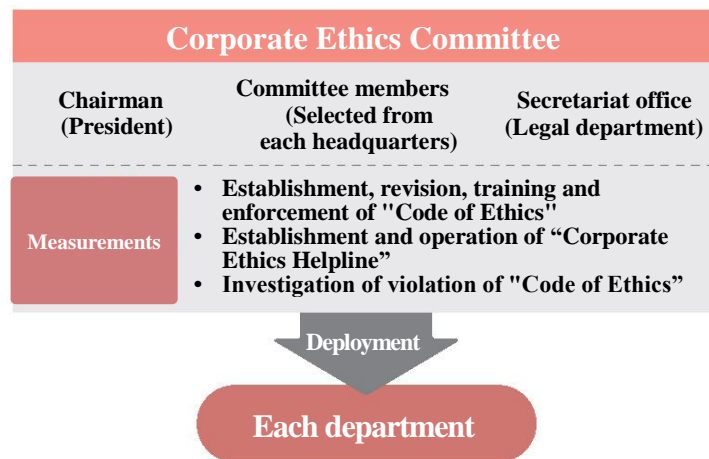 Corporate Ethics Committee
Chairman
(President)
Committee members
(Selected from
each headquarters)
Secretariat office
(Legal department)
Measurements
• Establishment, revision, training and
enforcement of "Code of Ethics"
• Establishment and operation of “Corporate
Ethics Helpline”
• Investigation of violation of "Code of Ethics”
Deployment
Each department